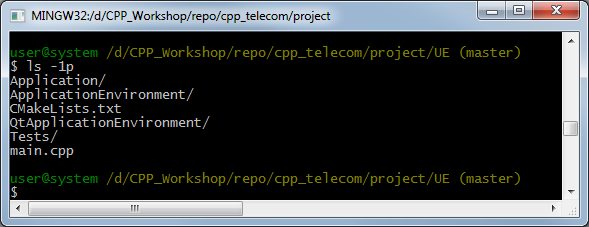 MINGW32:/d/CPP_Workshop/repo/cpp_telecom/project
user@system /d/CPP_Workshop/repo/cpp_telecom/project/UE (master)
$ ls -1p
Application/
ApplicationEnvironment/
CMakeLists.txt
QtApplicationEnvironment/
Tests/
main.cpp
user@system /d/CPP_Workshop/repo/cpp_telecom/project/UE (master)
$